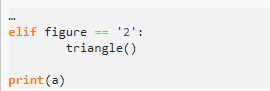 …
elif figure == '2':
        triangle()

print(a)